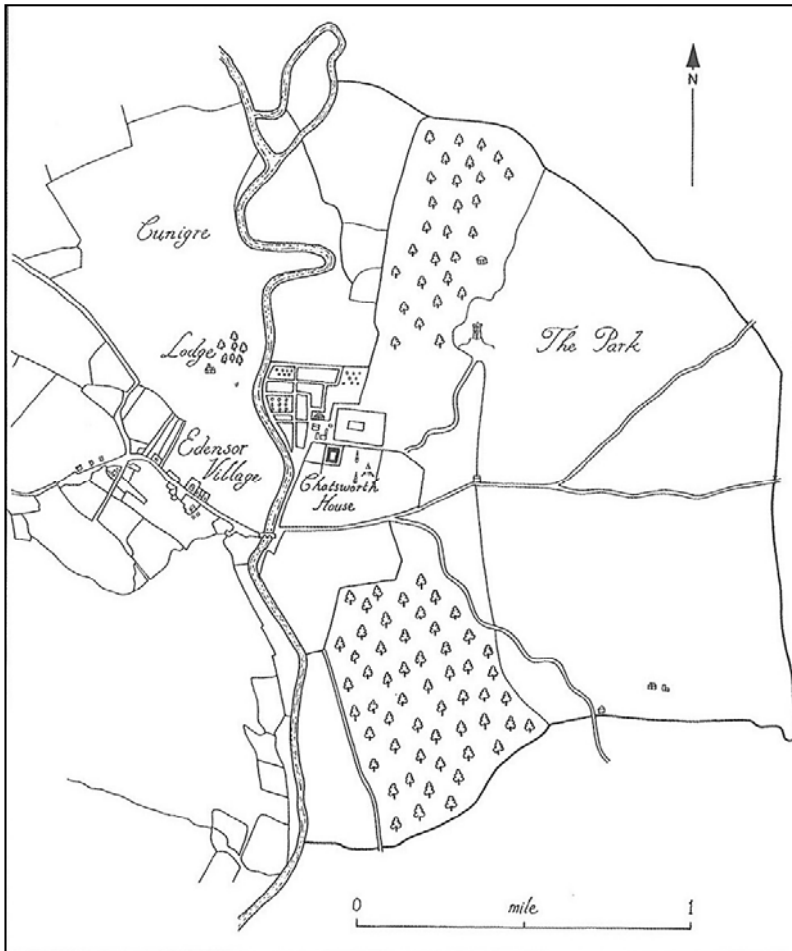 N
Cunigre
Lodge
The Park
Edensor
Village
Chatsworth
House
0 mile 1